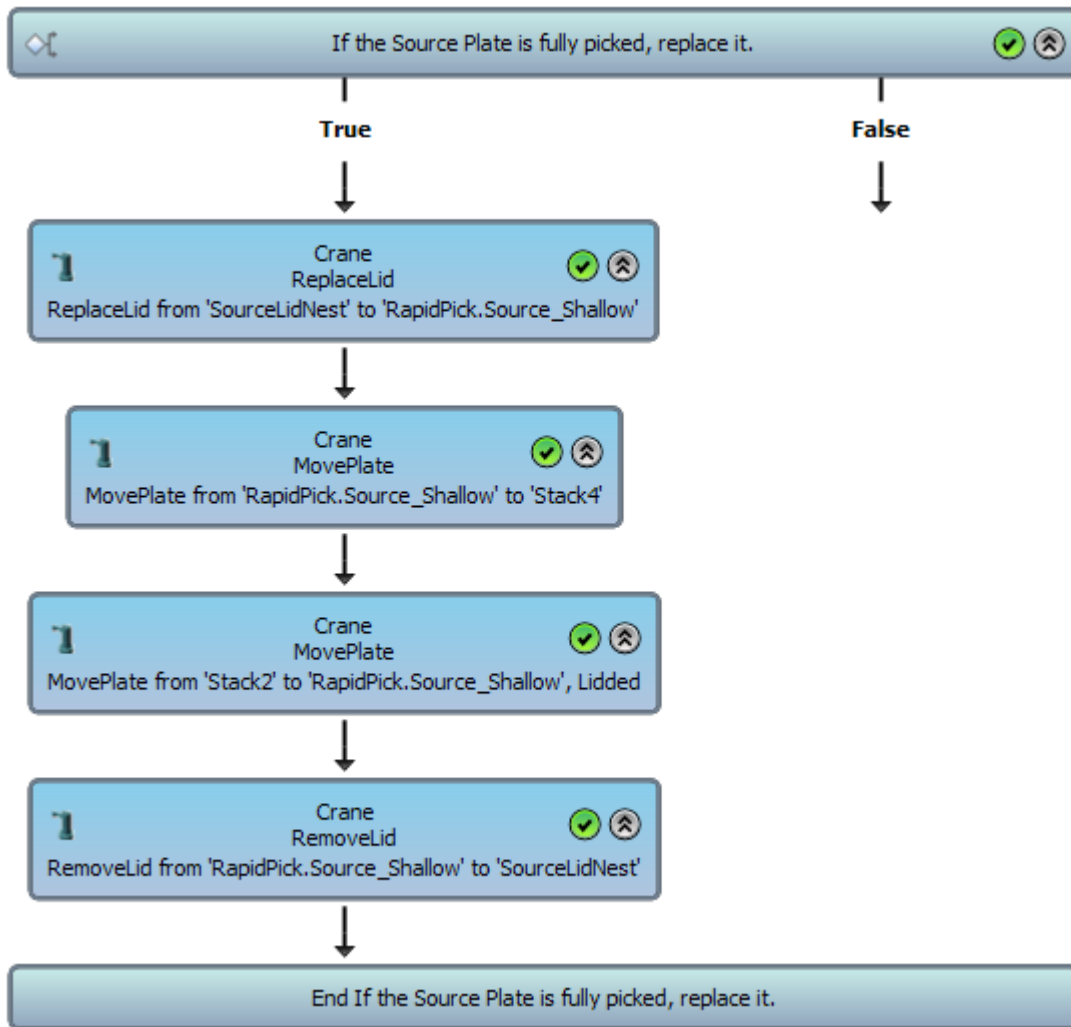 If the Source Plate is fully picked, replace it.
True
False
Crane
ReplaceLid
ReplaceLid from 'SourceLidNest' to 'RapidPick.Source_Shallow'
Crane
MovePlate
MovePlate from 'RapidPick.Source_Shallow' to 'Stack4'
Crane
MovePlate
MovePlate from 'Stack2' to 'RapidPick.Source_Shallow', Lidded
Crane
RemoveLid
RemoveLid from 'RapidPick.Source_Shallow' to 'SourceLidNest'
End If the Source Plate is fully picked, replace it.